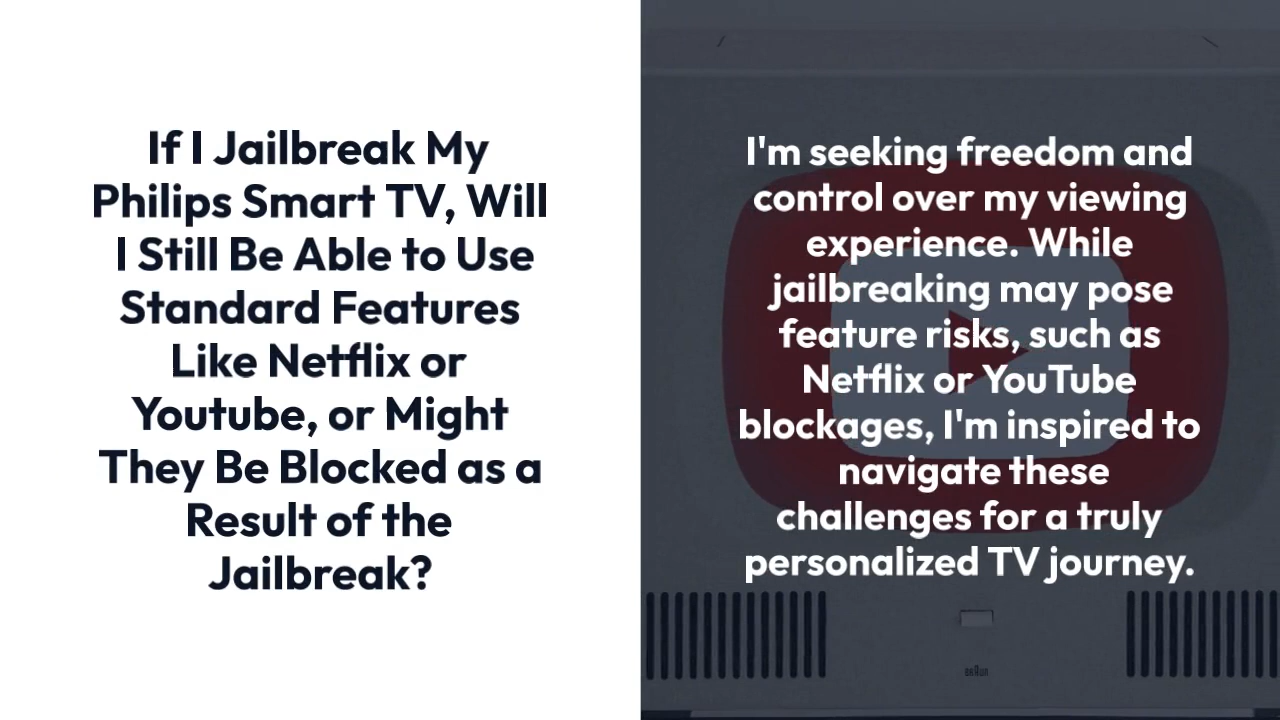 If I Jailbreak My
Philips Smart TV, Will
I Still Be Able to Use
Standard Features
Like Netflix or
Youtube, or Might
They Be Blocked as a
Result of the
Jailbreak?
I'm seeking freedom and
control over my viewing
experience. While
jailbreaking may pose
feature risks, such as
Netflix or YouTube
blockages, I'm inspired to
navigate these
challenges for a truly
personalized TV journey.